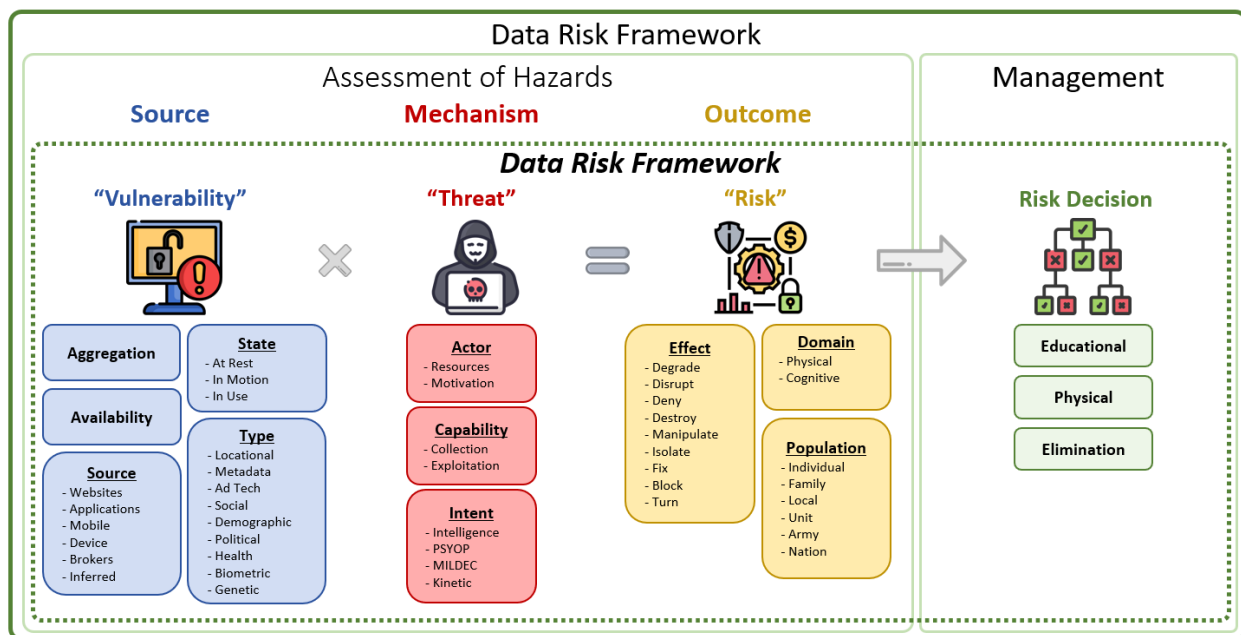 Data Risk Framework
Assessment of Hazards
Management
Source
Mechanism
Outcome
Data Risk Framework
“Vulnerability”
“Threat”
“Risk”
Risk Decision
Aggregation
Availability
Source
- Websites
- Applications
- Mobile
- Device
- Brokers
- Inferred
State
- At Rest
- In Motion
- In Use
Type
- Locational
- Metadata
- Ad Tech
- Social
- Demographic
- Political
- Health
- Biometric
- Genetic
Actor
- Resources
- Motivation
Capability
- Collection
- Exploitation
Intent
- Intelligence
- PSYOP
- MILDEC
- Kinetic
Effect
- Degrade
- Disrupt
- Deny
- Destroy
- Manipulate
- Isolate
- Fix
- Block
- Turn
Domain
- Physical
- Cognitive
Population
- Individual
- Family
- Local
- Unit
- Army
- Nation
Educational
Physical
Elimination